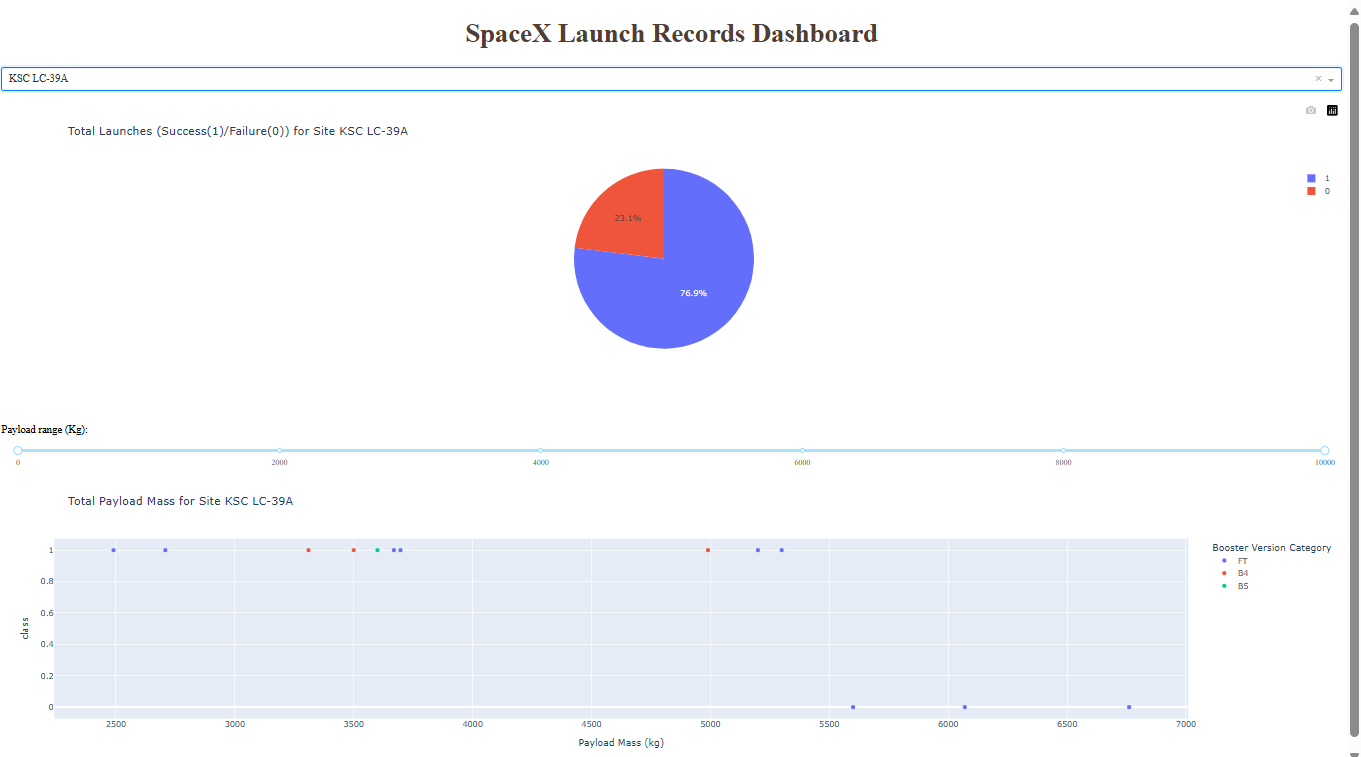 SpaceX Launch Records Dashboard
KSC LC-39A
Total Launches (Success(1)/Failure(0)) for Site KSC LC-39A
1
0
23.1%
76.9%
Payload range (Kg):
0 2000 4000 6000 8000 10000
Total Payload Mass for Site KSC LC-39A
Booster Version Category
FT
B4
B5
class
1
0.8
0.6
0.4
0.2
0
2500 3000 3500 4000 4500 5000 5500 6000 6500 7000
Payload Mass (kg)